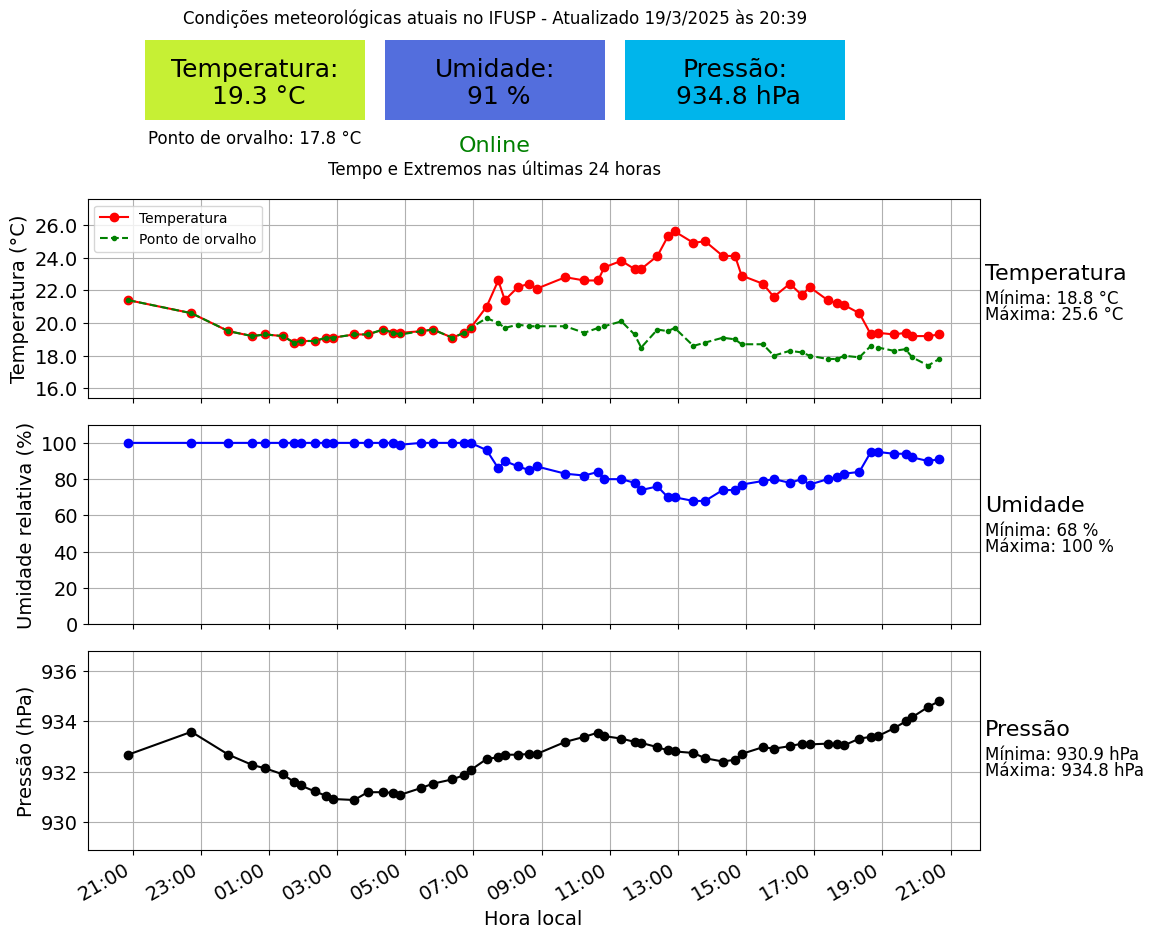 Condições meteorológicas atuais no IFUSP - Atualizado 19/3/2025 às 20:39
Temperatura:
19.3 °C
Umidade:
91 %
Pressão:
934.8 hPa
Ponto de orvalho: 17.8 °C
Online
Tempo e Extremos nas últimas 24 horas
Temperatura (°C)
26.0
24.0
22.0
20.0
18.0
16.0
Temperatura
Ponto de orvalho
Temperatura
Mínima: 18.8 °C
Máxima: 25.6 °C
Umidade relativa (%)
100
80
60
40
20
0
Umidade
Mínima: 68 %
Máxima: 100 %
Pressão (hPa)
936
934
932
930
Pressão
Mínima: 930.9 hPa
Máxima: 934.8 hPa
21:00 23:00 01:00 03:00 05:00 07:00 09:00 11:00 13:00 15:00 17:00 19:00 21:00
Hora local